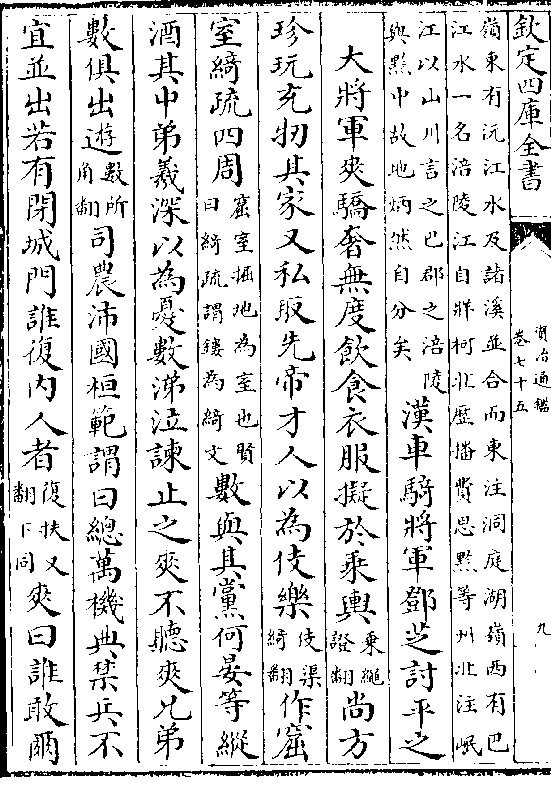 欽定四庫全書
資治通鑑
卷七十五
九
嶺東有沅江水及諸溪並合而東注洞庭湖嶺西有巴
江水一名涪陵江自牂柯北歷播費思黔等州北注岷
江以山川言之巴郡之涪陵
與黔中故地炳然自分矣
漢車騎將軍鄧芝討平之
大將軍爽驕奢無度飲食衣服擬於乗輿乗繩證翻尚方
珍玩充牣其家又私取先帝才人以為伎樂伎渠綺翻作窟
室綺疏四周窟室掘地為室也賢曰綺疏謂鏤為綺文數與其黨何晏等縱
酒其中弟羲深以為憂數涕泣諫止之爽不聽爽兄弟
數俱出遊數所角翻司農沛國桓範謂曰總萬機典禁兵不
宜並出若有閉城門誰復内人者復扶又翻下同爽曰誰敢爾